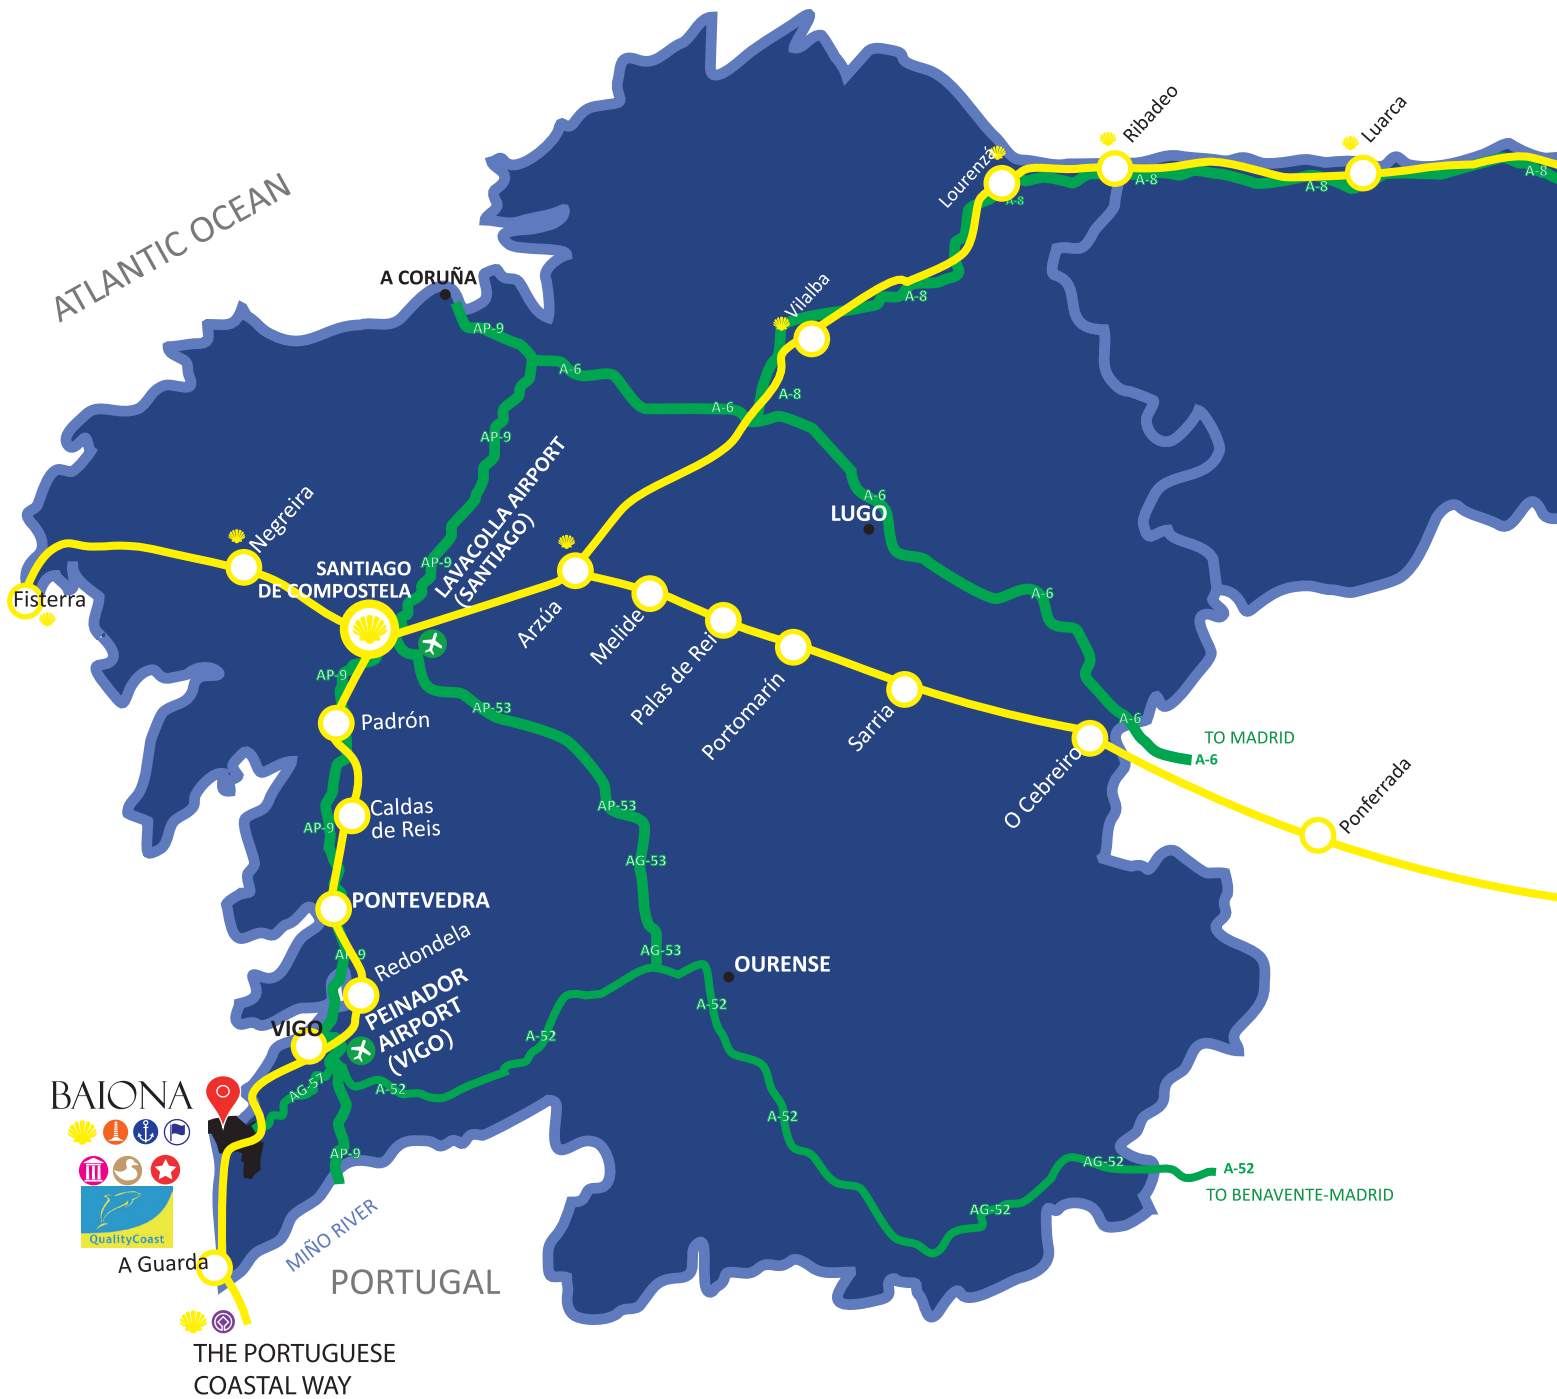 Ribadeo
Luarca
Lourenzá
A-8
A-8
A-8
A-8
ATLANTIC OCEAN
A CORUÑA
Vilalba
A-8
AP-9
A-6
A-6
A-8
AP-9
LAVACOLLA AIRPORT
(SANTIAGO)
A-6
LUGO
Negreira
AP-9
SANTIAGO
DE COMPOSTELA
Fisterra
Arzúa
Melide
Palas de Rei
Portomarín
Sarria
O Cebreiro
A-6
AP-9
AP-53
Padrón
A-6
TO MADRID
A-6
Ponferrada
Caldas
de Reis
AP-9
AP-53
AG-53
PONTEVEDRA
Redondela
AP-9
AG-53
OURENSE
PEINADOR
AIRPORT
(VIGO)
VIGO
A-52
A-52
AG-57
A-52
A-52
BAIONA
AP-9
AG-52
A-52
TO BENAVENTE-MADRID
AG-52
QualityCoast
MIÑO RIVER
A Guarda
PORTUGAL
THE PORTUGUESE
COASTAL WAY